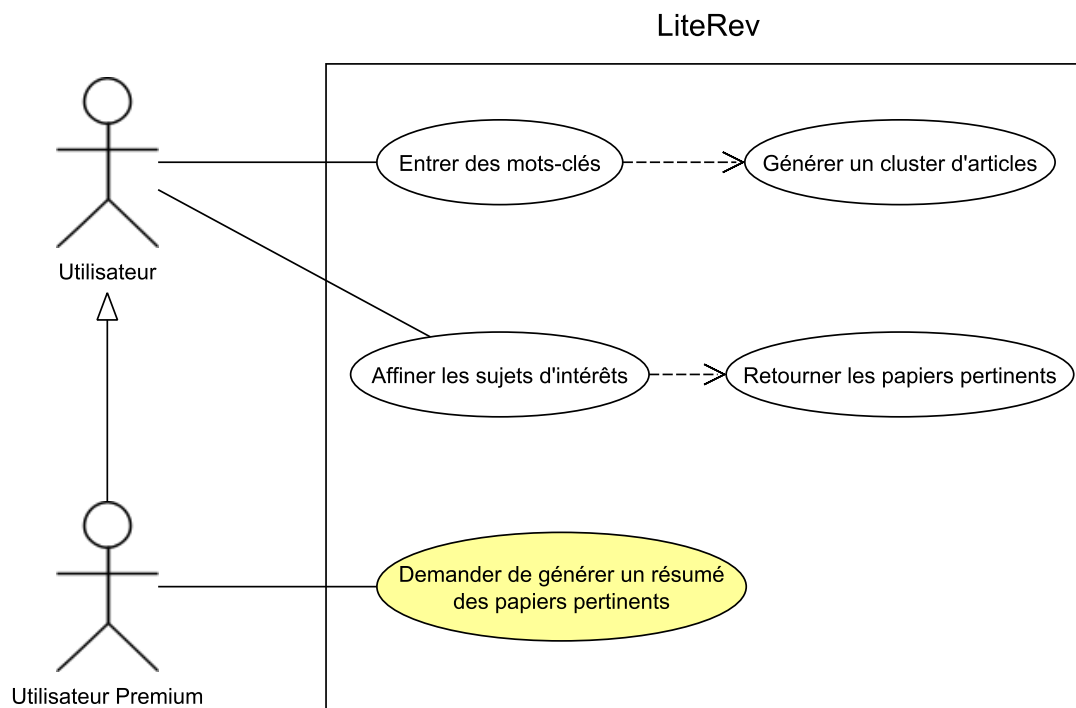 LiteRev
Entrer des mots-clés
Générer un cluster d'articles
Utilisateur
Affiner les sujets d'intérêts
Retourner les papiers pertinents
Demander de générer un résumé
des papiers pertinents
Utilisateur Premium